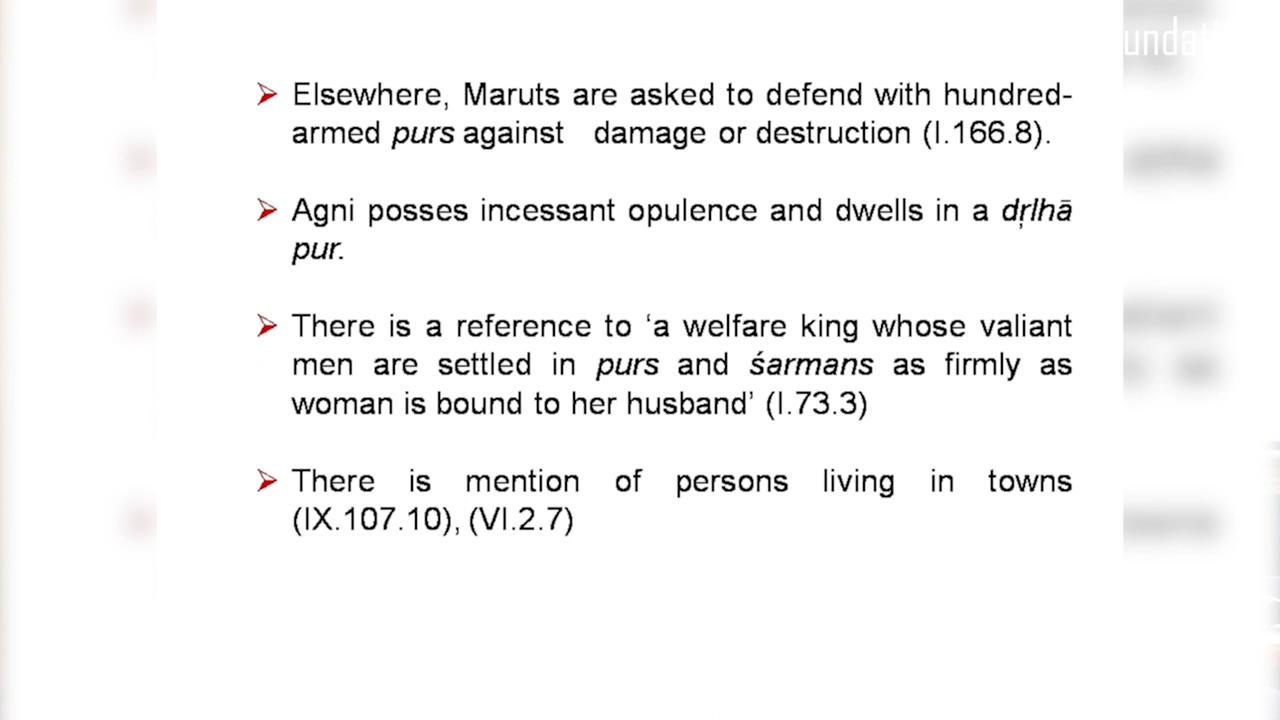 undati
Elsewhere, Maruts are asked to defend with hundred-
armed purs against damage or destruction (I.166.8).
Agni posses incessant opulence and dwells in a dṛlhā
pur.
There is a reference to ‘a welfare king whose valiant
men are settled in purs and śarmans as firmly as
woman is bound to her husband’ (I.73.3)
There is mention of persons living in towns
(IX.107.10), (VI.2.7)